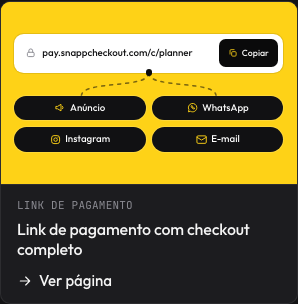 pay.snappcheckout.com/c/planner
Copiar
Anúncio
WhatsApp
Instagram
E-mail
LINK DE PAGAMENTO
Link de pagamento com checkout
completo
→ Ver página